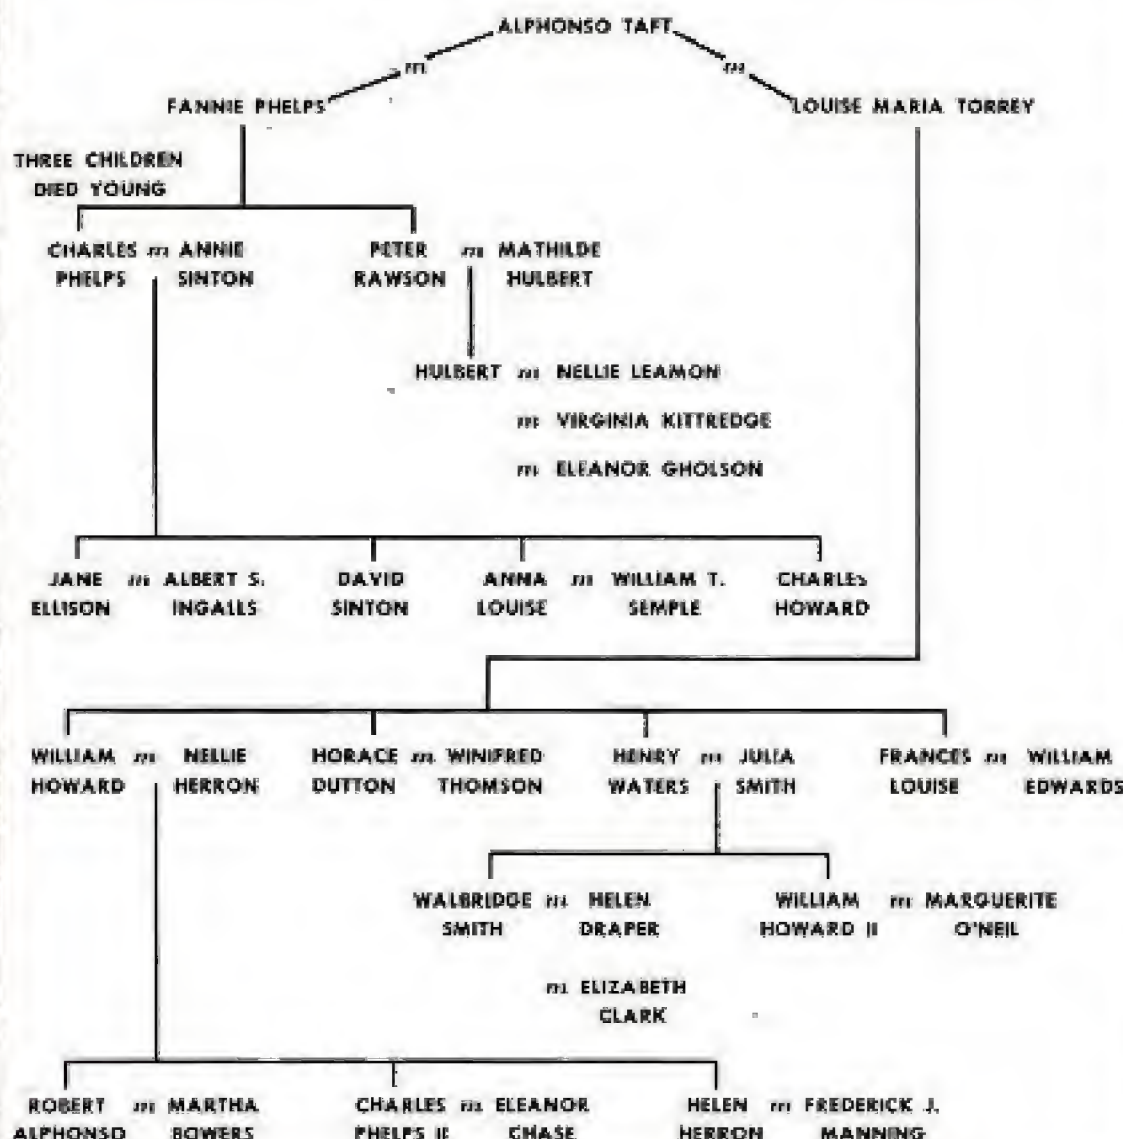 ALPHONSO TAFT
m m
FANNIE PHELPS LOUISE MARIA TORREY
THREE CHILDREN
DIED YOUNG
CHARLES m ANNIE PETER m MATHILDE
PHELPS SINTON RAWSON HULBERT
HULBERT m NELLIE LEAMON
m VIRGINIA KITTREDGE
m ELEANOR GHOLSON
JANE m ALBERT S. DAVID ANNA m WILLIAM T. CHARLES
ELLISON INGALLS SINTON LOUISE SEMPLE HOWARD
WILLIAM m NELLIE HORACE m WINIFRED HENRY m JULIA FRANCES m WILLIAM
HOWARD HERRON DUTTON THOMSON WATERS SMITH LOUISE EDWARDS
WALBRIDGE m HELEN WILLIAM m MARGUERITE
SMITH DRAPER HOWARD II O'NEIL
m ELIZABETH
CLARK
ROBERT m MARTHA CHARLES m ELEANOR HELEN m FREDERICK J.
ALPHONSO BOWERS PHELPS II CHASE HERRON MANNING